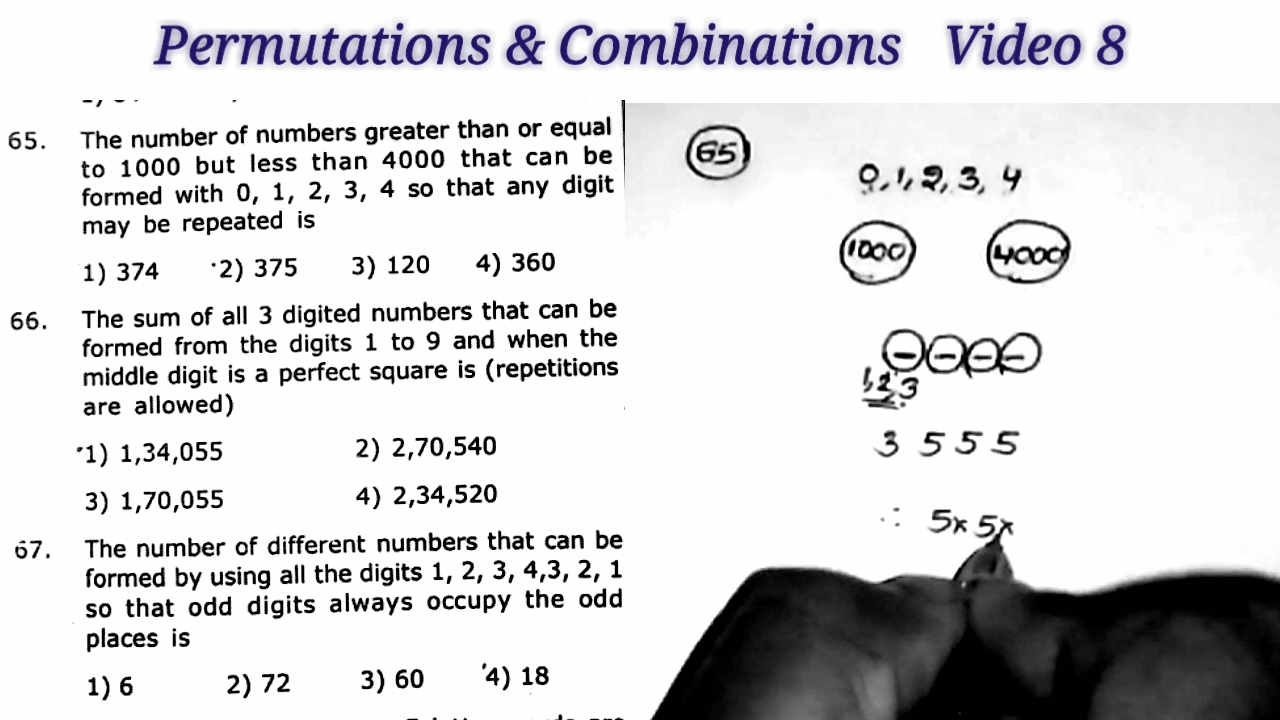 Permutations & Combinations Video 8
65. The number of numbers greater than or equal
to 1000 but less than 4000 that can be
formed with 0, 1, 2, 3, 4 so that any digit
may be repeated is
1) 374 2) 375 3) 120 4) 360
66. The sum of all 3 digited numbers that can be
formed from the digits 1 to 9 and when the
middle digit is a perfect square is (repetitions
are allowed)
1) 1,34,055 2) 2,70,540
3) 1,70,055 4) 2,34,520
67. The number of different numbers that can be
formed by using all the digits 1, 2, 3, 4,3, 2, 1
so that odd digits always occupy the odd
places is
1) 6 2) 72 3) 60 4) 18
65
0,1,2,3,4
1000 4000
1,2,3
3 5 5 5
∴ 5x5x